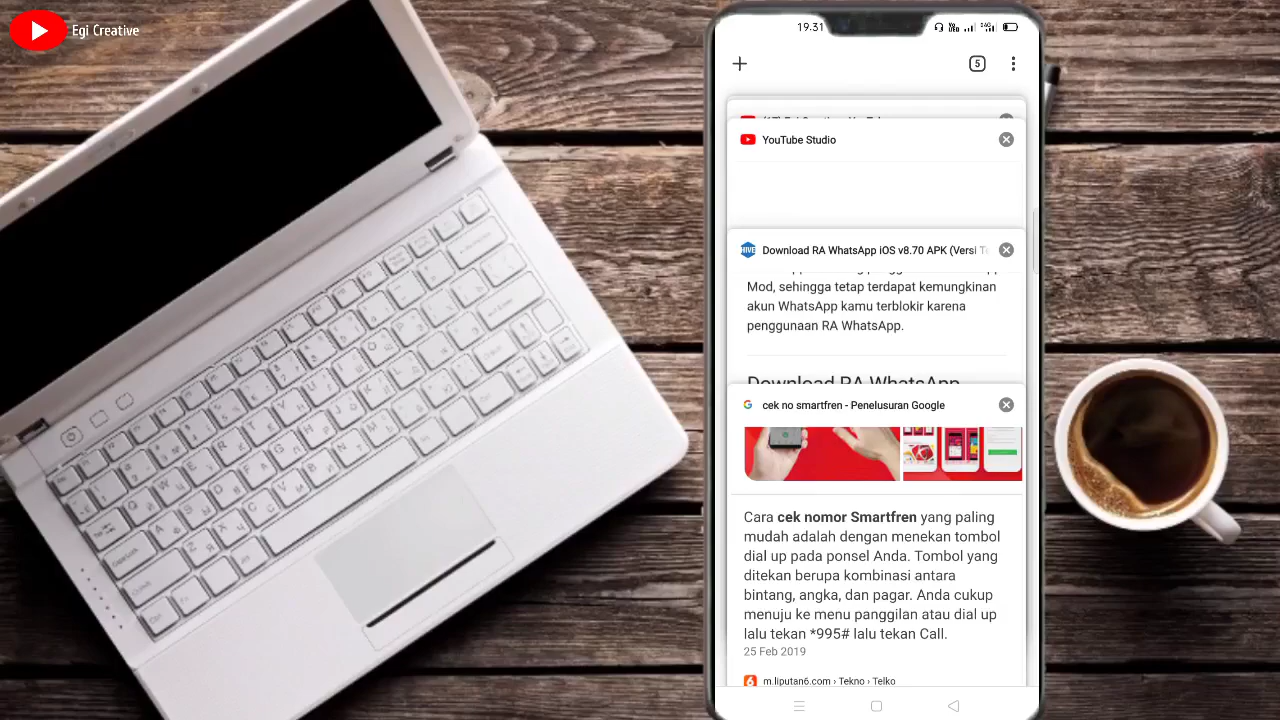 Egi Creative
19.31
5
YouTube Studio
Download RA WhatsApp iOS v8.70 APK (Versi T
Mod, sehingga tetap terdapat kemungkinan
akun WhatsApp kamu terblokir karena
penggunaan RA WhatsApp.
Download RA WhatsApp
cek no smartfren - Penelusuran Google
Cara cek nomor Smartfren yang paling
mudah adalah dengan menekan tombol
dial up pada ponsel Anda. Tombol yang
ditekan berupa kombinasi antara
bintang, angka, dan pagar. Anda cukup
menuju ke menu panggilan atau dial up
lalu tekan *995# lalu tekan Call.
25 Feb 2019
m.liputan6.com › Tekno › Telko